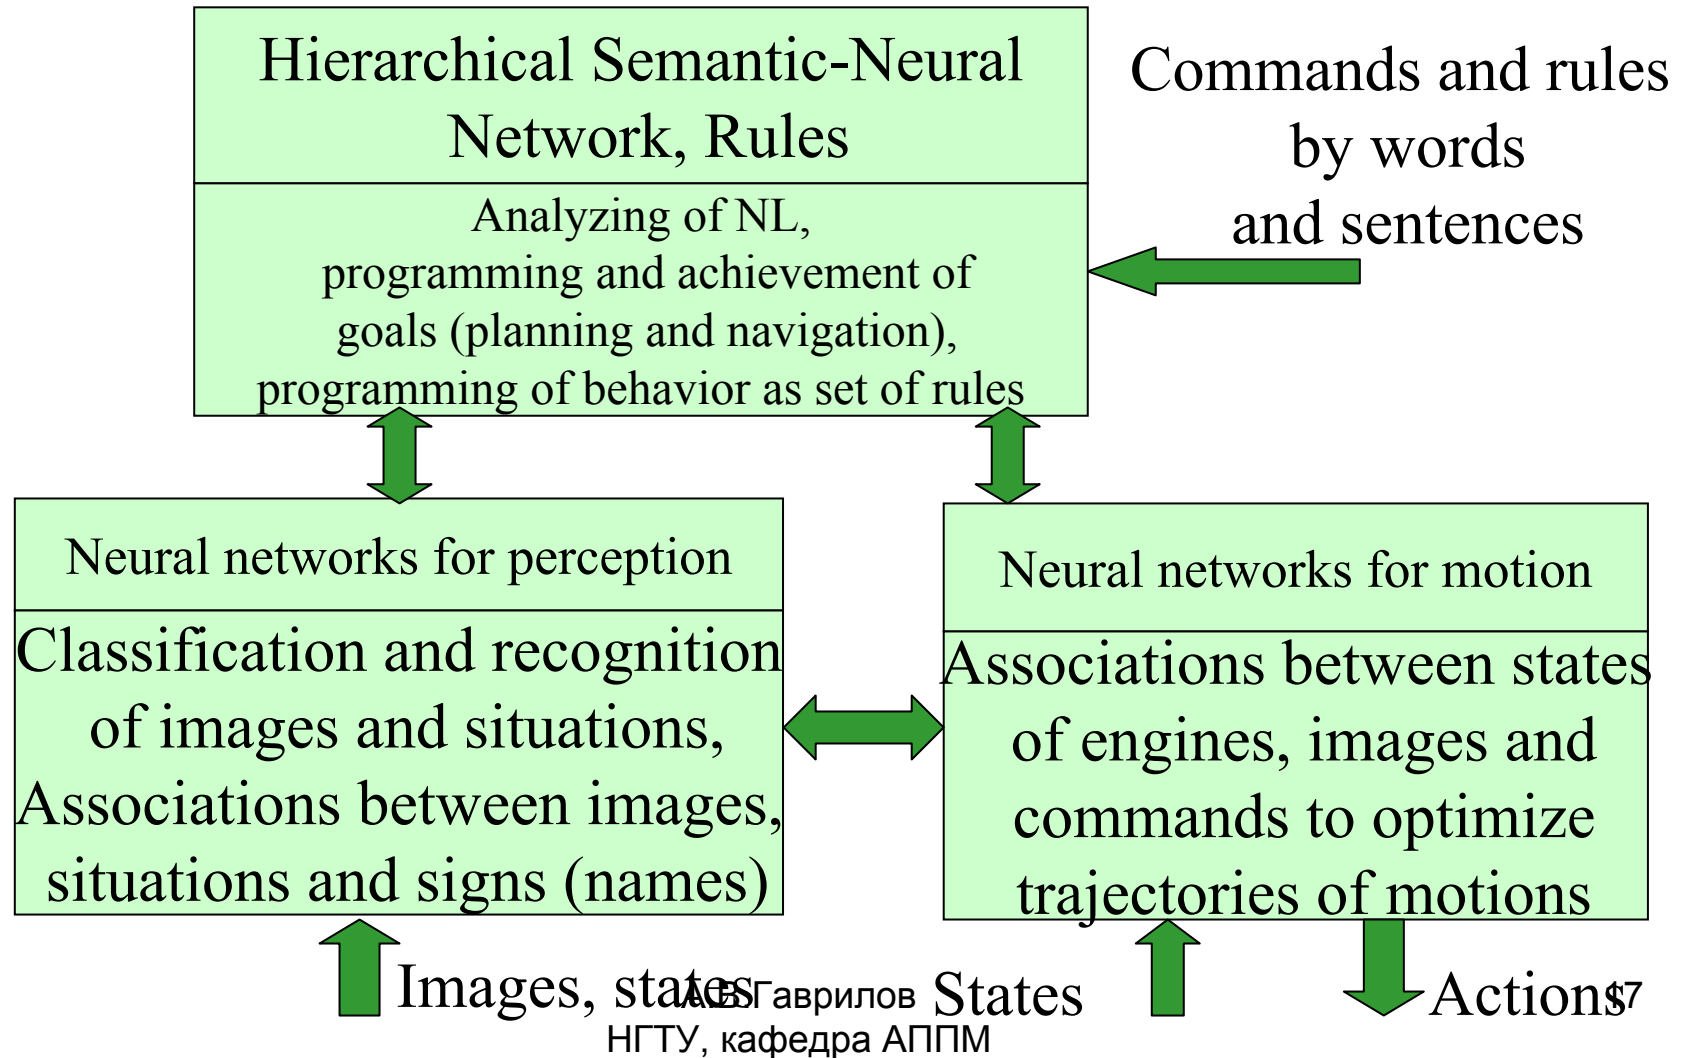 Hierarchical Semantic-Neural
Network, Rules
Analyzing of NL,
programming and achievement of
goals (planning and navigation),
programming of behavior as set of rules
Commands and rules
by words
and sentences
Neural networks for perception
Classification and recognition
of images and situations,
Associations between images,
situations and signs (names)
Neural networks for motion
Associations between states
of engines, images and
commands to optimize
trajectories of motions
Images, states
States
Actions
А.В.Гаврилов
НГТУ, кафедра АППМ
17